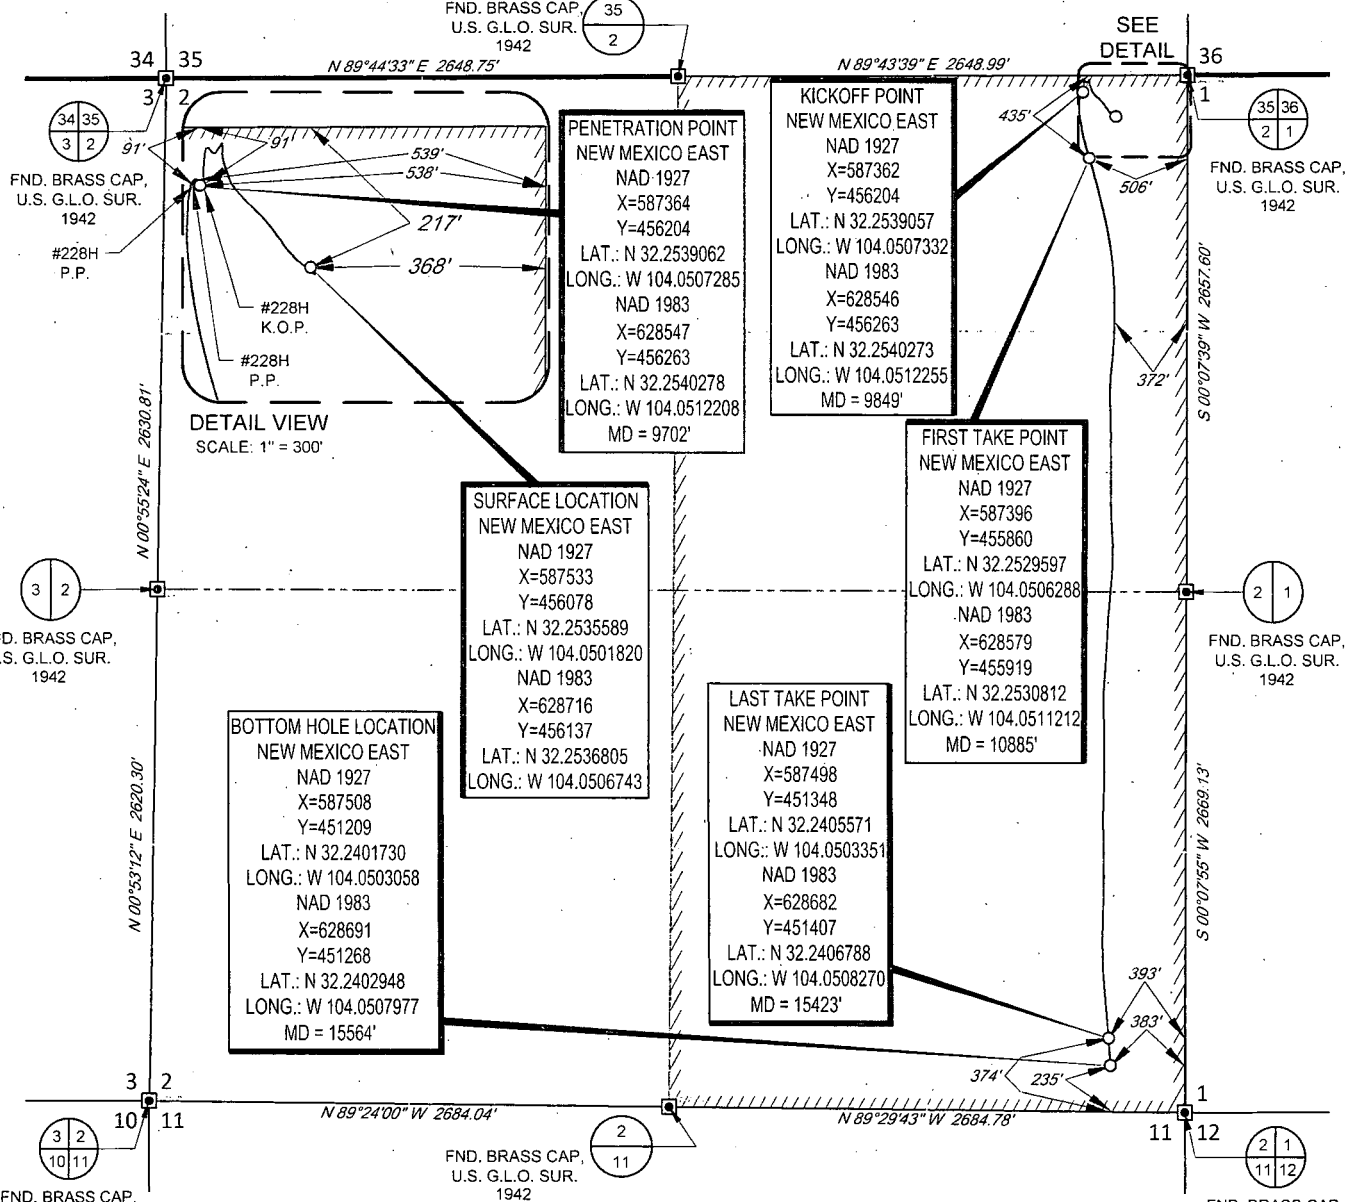 FND. BRASS CAP,
U.S. G.L.O. SUR.
1942
35
2
SEE
DETAIL
34 35
3 2
N 89°44'33" E 2648.75'
N 89°43'39" E 2648.99'
36
1
34 35
3 2
FND. BRASS CAP,
U.S. G.L.O. SUR.
1942
35 36
2 1
FND. BRASS CAP,
U.S. G.L.O. SUR.
1942
91'
91'
539'
538'
217'
368'
#228H
P.P.
#228H
K.O.P.
#228H
P.P.
DETAIL VIEW
SCALE: 1" = 300'
PENETRATION POINT
NEW MEXICO EAST
NAD 1927
X=587364
Y=456204
LAT.: N 32.2539062
LONG.: W 104.0507285
NAD 1983
X=628547
Y=456263
LAT.: N 32.2540278
LONG.: W 104.0512208
MD = 9702'
KICKOFF POINT
NEW MEXICO EAST
NAD 1927
X=587362
Y=456204
LAT.: N 32.2539057
LONG.: W 104.0507332
NAD 1983
X=628546
Y=456263
LAT.: N 32.2540273
LONG.: W 104.0512255
MD = 9849'
435'
506'
372'
N 00°55'24" E 2630.81'
S 00°07'39" W 2657.60'
FIRST TAKE POINT
NEW MEXICO EAST
NAD 1927
X=587396
Y=455860
LAT.: N 32.2529597
LONG.: W 104.0506288
NAD 1983
X=628579
Y=455919
LAT.: N 32.2530812
LONG.: W 104.0511212
MD = 10885'
SURFACE LOCATION
NEW MEXICO EAST
NAD 1927
X=587533
Y=456078
LAT.: N 32.2535589
LONG.: W 104.0501820
NAD 1983
X=628716
Y=456137
LAT.: N 32.2536805
LONG.: W 104.0506743
3 2
D. BRASS CAP,
.S. G.L.O. SUR.
1942
2 1
FND. BRASS CAP,
U.S. G.L.O. SUR.
1942
BOTTOM HOLE LOCATION
NEW MEXICO EAST
NAD 1927
X=587508
Y=451209
LAT.: N 32.2401730
LONG.: W 104.0503058
NAD 1983
X=628691
Y=451268
LAT.: N 32.2402948
LONG.: W 104.0507977
MD = 15564'
LAST TAKE POINT
NEW MEXICO EAST
NAD 1927
X=587498
Y=451348
LAT.: N 32.2405571
LONG.: W 104.0503351
NAD 1983
X=628682
Y=451407
LAT.: N 32.2406788
LONG.: W 104.0508270
MD = 15423'
N 00°53'12" E 2620.30'
S 00°07'55" W 2669.13'
393'
383'
374'
235'
3 2
10 11
N 89°24'00" W 2684.04'
N 89°29'43" W 2684.78'
1
11 12
3 2
10 11
FND. BRASS CAP,
FND. BRASS CAP,
U.S. G.L.O. SUR.
1942
2
11
2 1
11 12